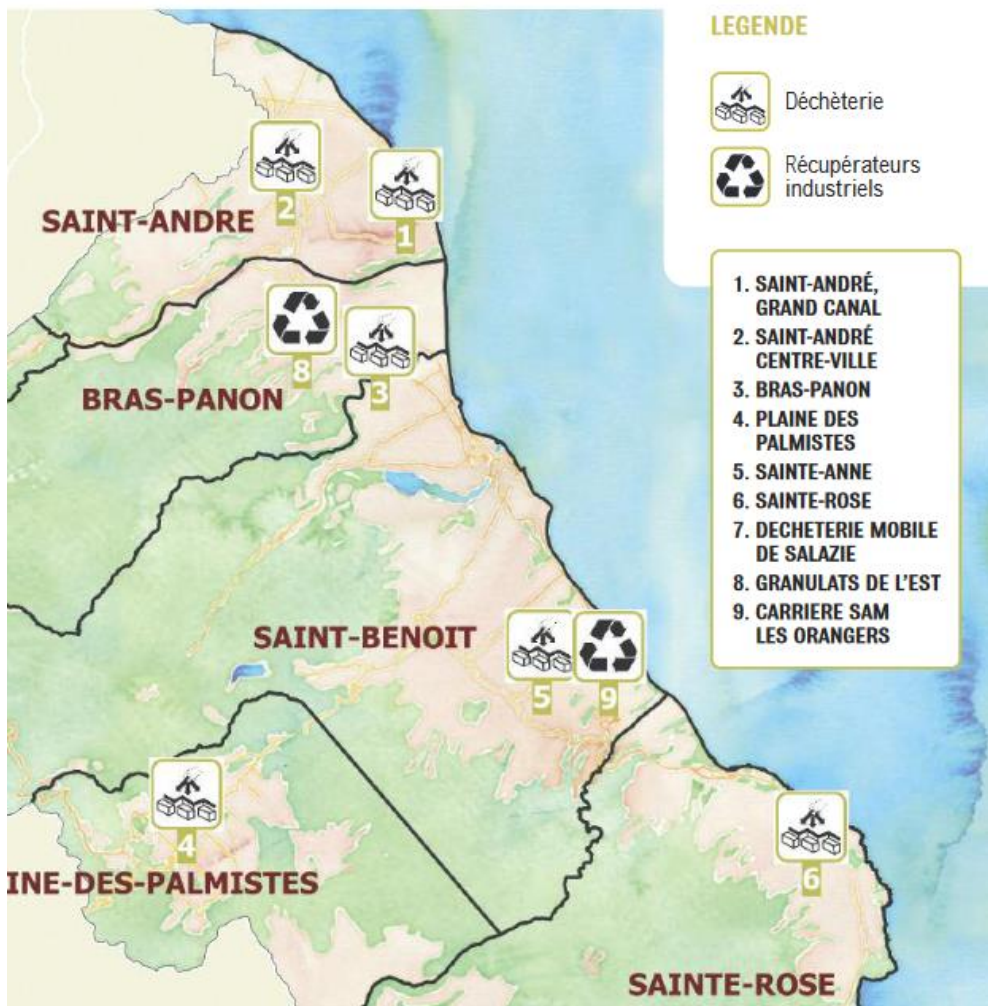 LEGENDE
Déchèterie
Récupérateurs
industriels
1. SAINT-ANDRÉ,
GRAND CANAL
2. SAINT-ANDRÉ
CENTRE-VILLE
3. BRAS-PANON
4. PLAINE DES
PALMISTES
5. SAINTE-ANNE
6. SAINTE-ROSE
7. DECHETERIE MOBILE
DE SALAZIE
8. GRANULATS DE L'EST
9. CARRIERE SAM
LES ORANGERS
2
1
SAINT-ANDRE
8
3
BRAS-PANON
SAINT-BENOIT
5
9
4
INE-DES-PALMISTES
6
SAINTE-ROSE